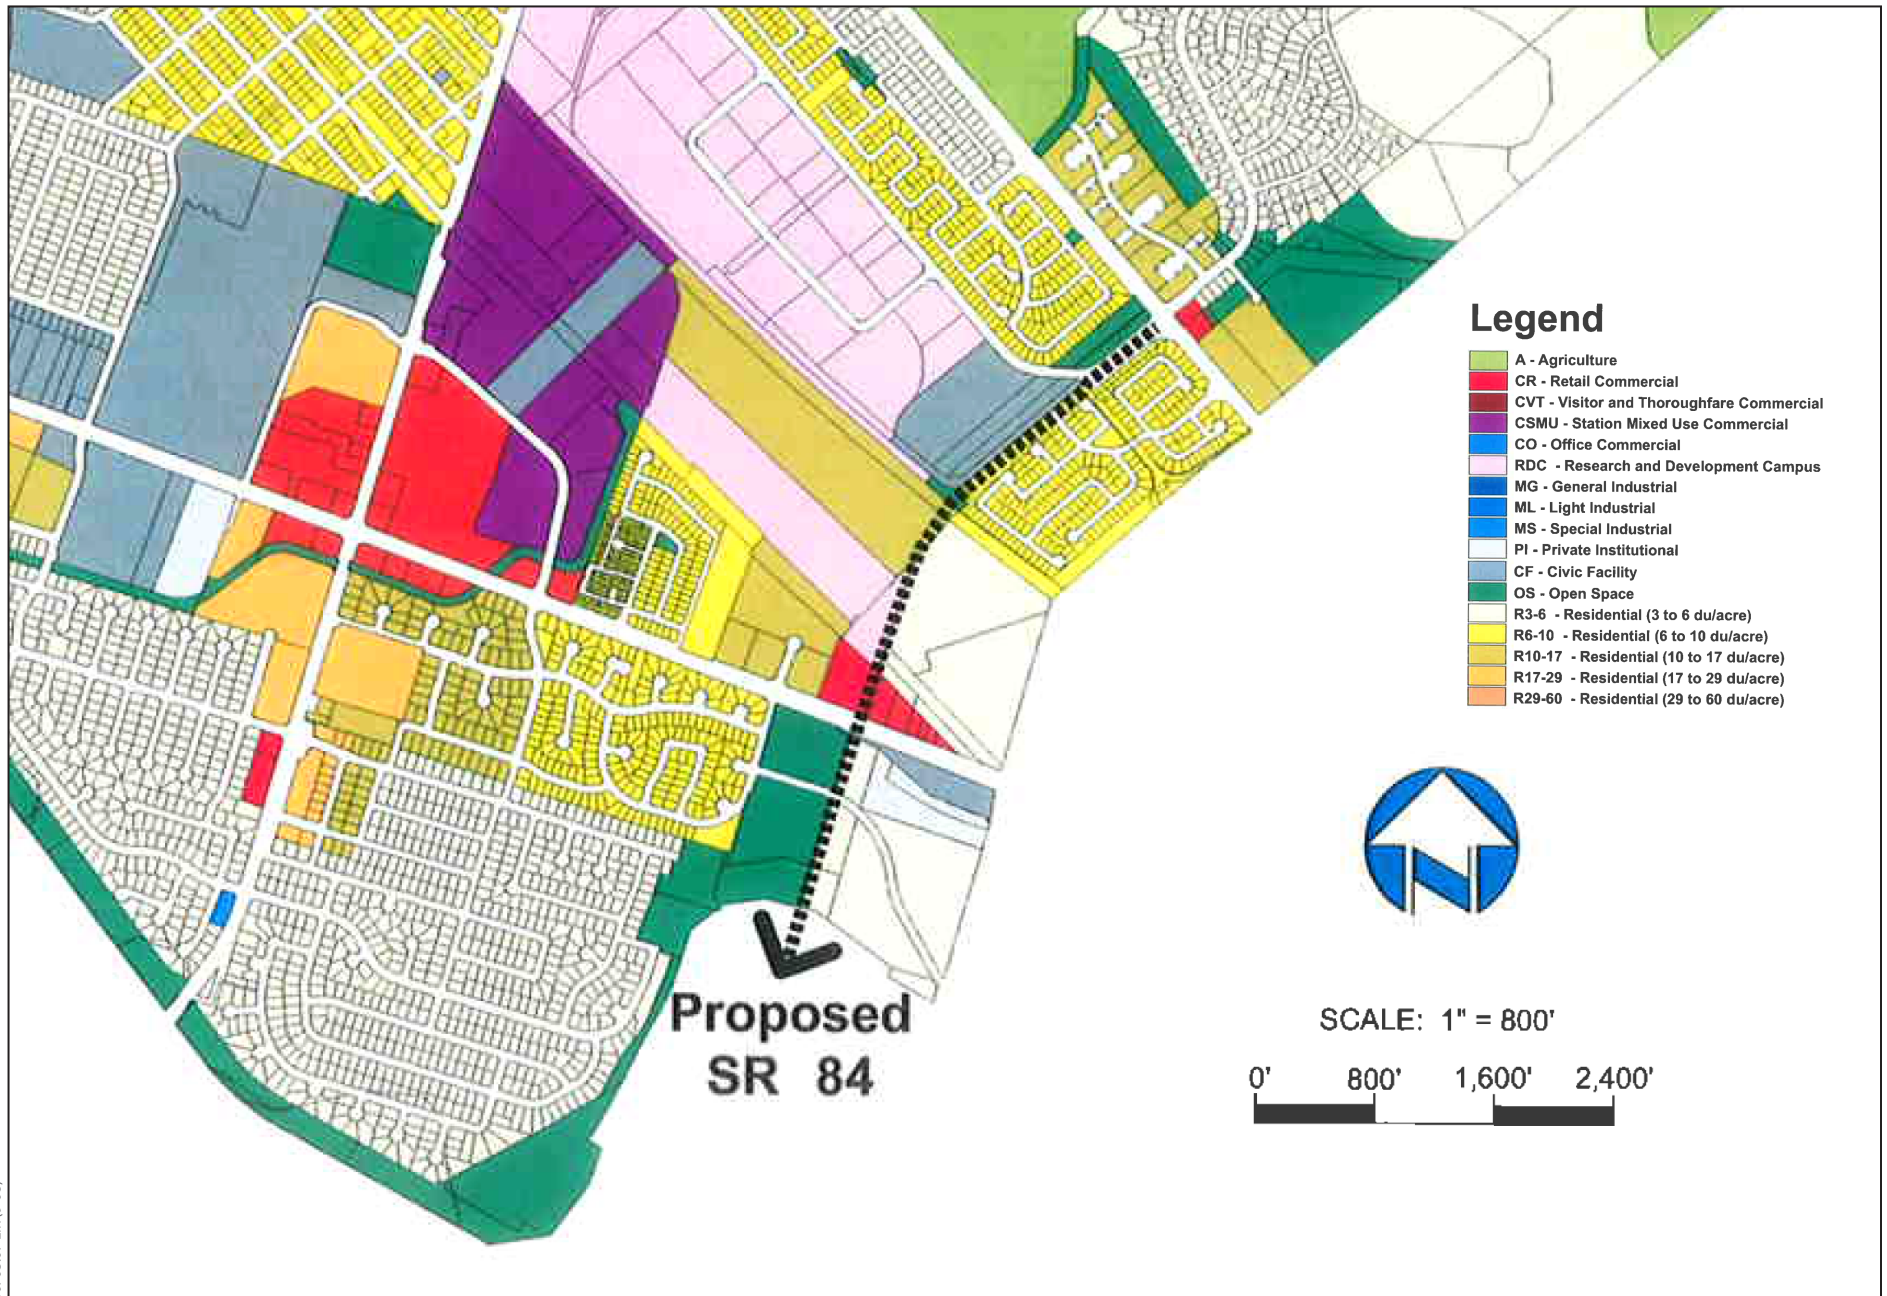 Legend
A - Agriculture
CR - Retail Commercial
CVT - Visitor and Thoroughfare Commercial
CSMU - Station Mixed Use Commercial
CO - Office Commercial
RDC - Research and Development Campus
MG - General Industrial
ML - Light Industrial
MS - Special Industrial
PI - Private Institutional
CF - Civic Facility
OS - Open Space
R3-6 - Residential (3 to 6 du/acre)
R6-10 - Residential (6 to 10 du/acre)
R10-17 - Residential (10 to 17 du/acre)
R17-29 - Residential (17 to 29 du/acre)
R29-60 - Residential (29 to 60 du/acre)
N
Proposed
SR 84
SCALE: 1" = 800'
0' 800' 1,600' 2,400'